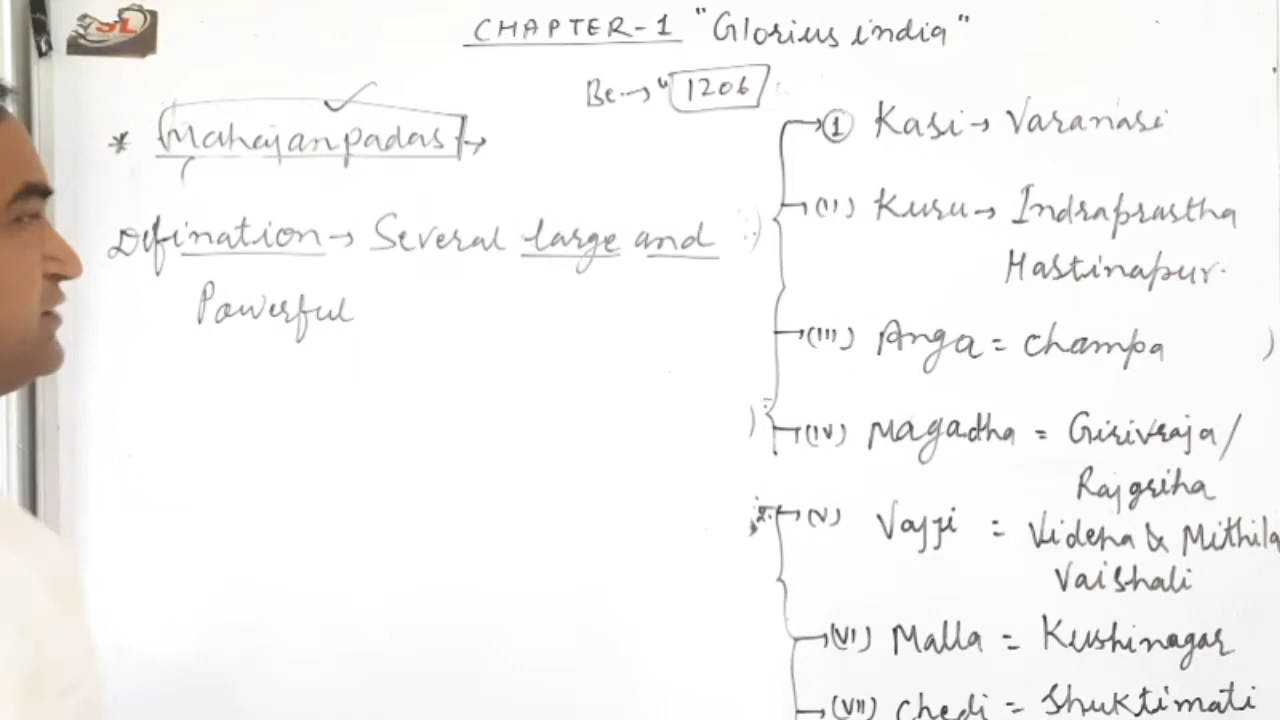 SL
CHAPTER-1 "Glorius india"
Be → "1206
* Mahajanpadas →
Defination → Several large and
Powerful
① Kasi → Varanasi
(II) Kuru → Indraprastha
Hastinapur.
(III) Anga = Champa
(IV) Magadha = Girivraja/
Rajgriha
(V) Vajji = Videha & Mithila
Vaishali
(VI) Malla = Kushinagar
(VII) Chedi = Shuktimati